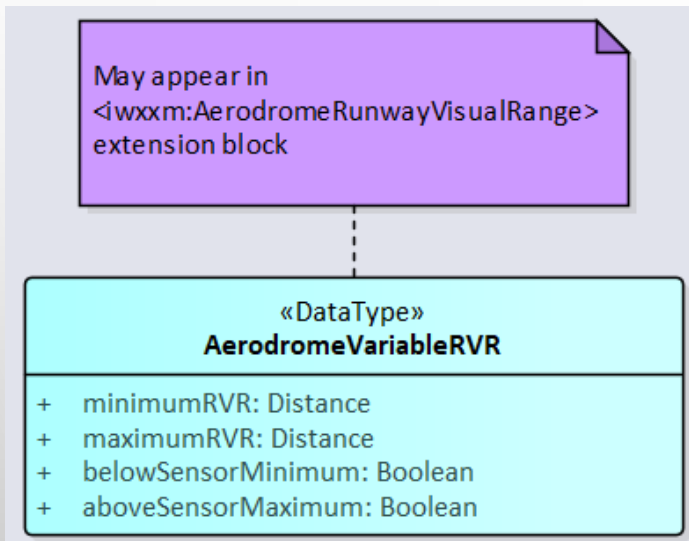 May appear in
<iwxxm:AerodromeRunwayVisualRange>
extension block
«DataType»
AerodromeVariableRVR
+ minimumRVR: Distance
+ maximumRVR: Distance
+ belowSensorMinimum: Boolean
+ aboveSensorMaximum: Boolean